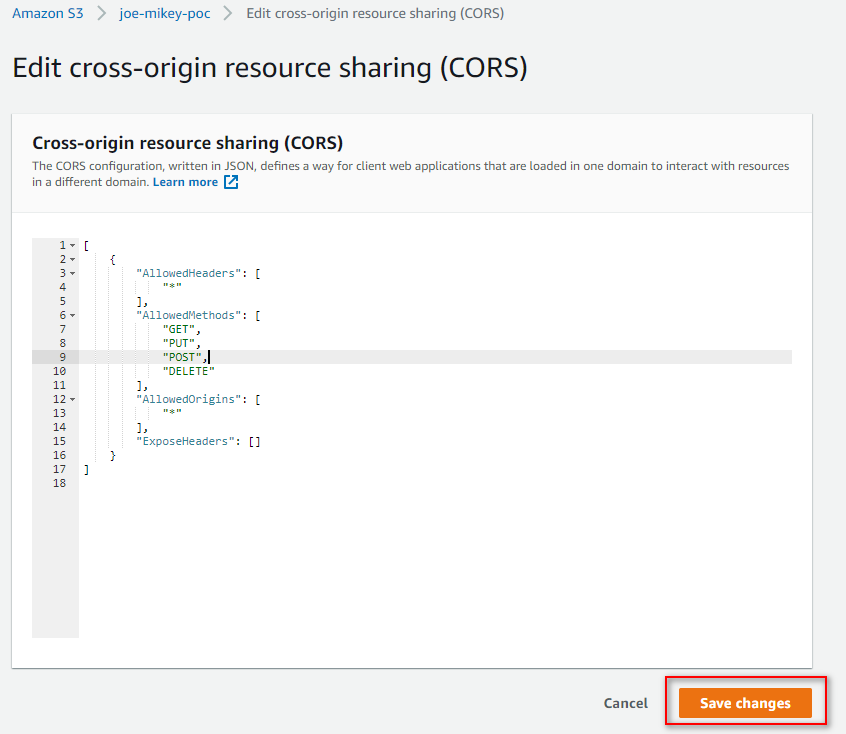 Amazon S3 > joe-mikey-poc > Edit cross-origin resource sharing (CORS)
Edit cross-origin resource sharing (CORS)
Cross-origin resource sharing (CORS)
The CORS configuration, written in JSON, defines a way for client web applications that are loaded in one domain to interact with resources
in a different domain. Learn more
1 [
2 {
3 "AllowedHeaders": [
4 "*"
5 ],
6 "AllowedMethods": [
7 "GET",
8 "PUT",
9 "POST",
10 "DELETE"
11 ],
12 "AllowedOrigins": [
13 "*"
14 ],
15 "ExposeHeaders": []
16 }
17 ]
18
Cancel Save changes